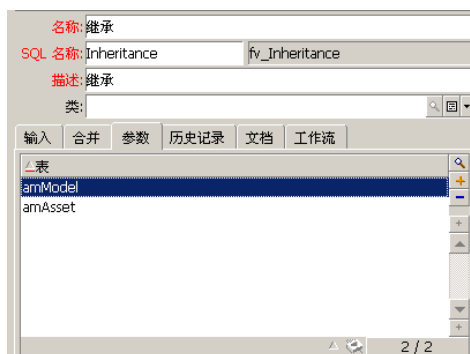 名称: 继承
SQL 名称: Inheritance fv_Inheritance
描述: 继承
类:
输入 合并 参数 历史记录 文档 工作流
表
amModel
amAsset
2 / 2